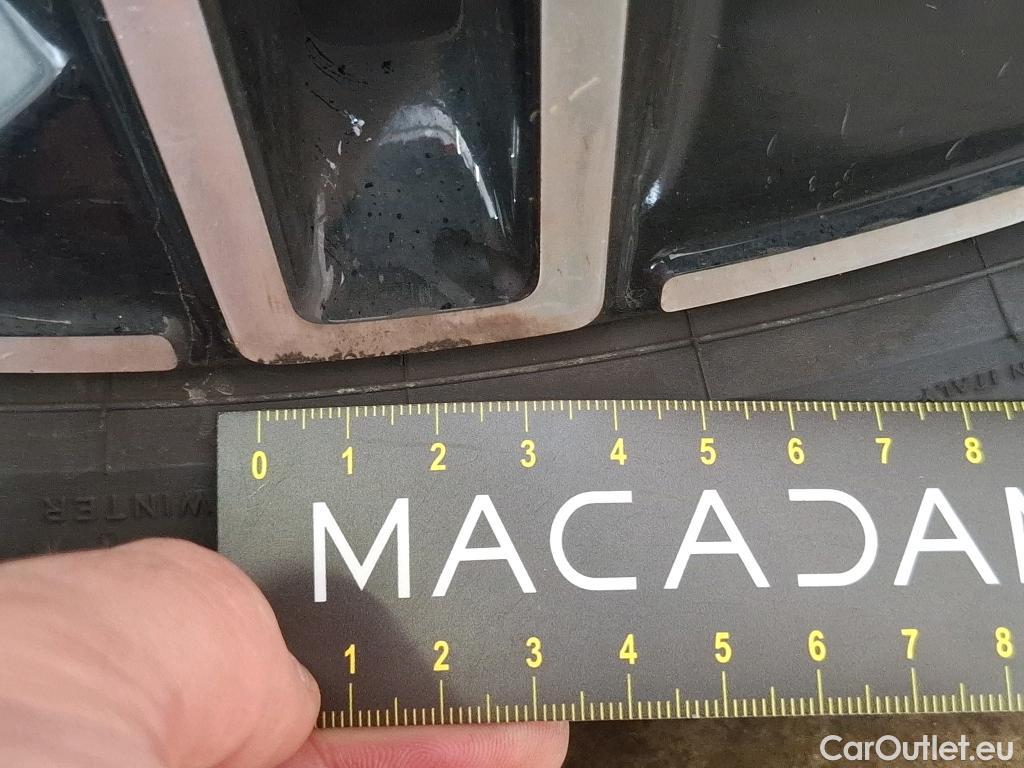 N ITALY
0 1 2 3 4 5 6 7 8
WINTER
MACADAM
1 2 3 4 5 6 7 8
CarOutlet.eu